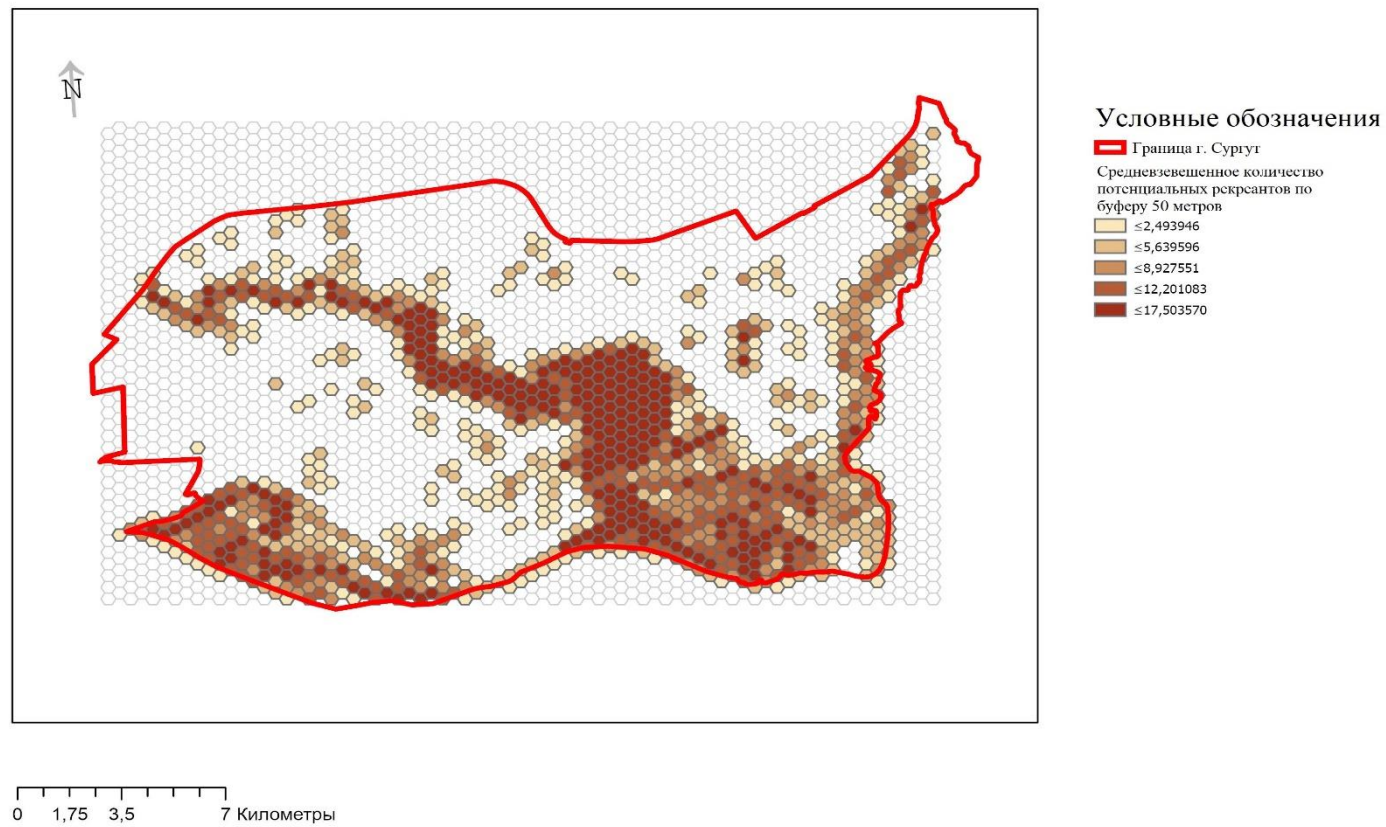 N
Условные обозначения
Граница г. Сургут
Средневзевешенное количество
потенциальных рекреантов по
буферу 50 метров
≤2,493946
≤5,639596
≤8,927551
≤12,201083
≤17,503570
0 1,75 3,5 7 Километры